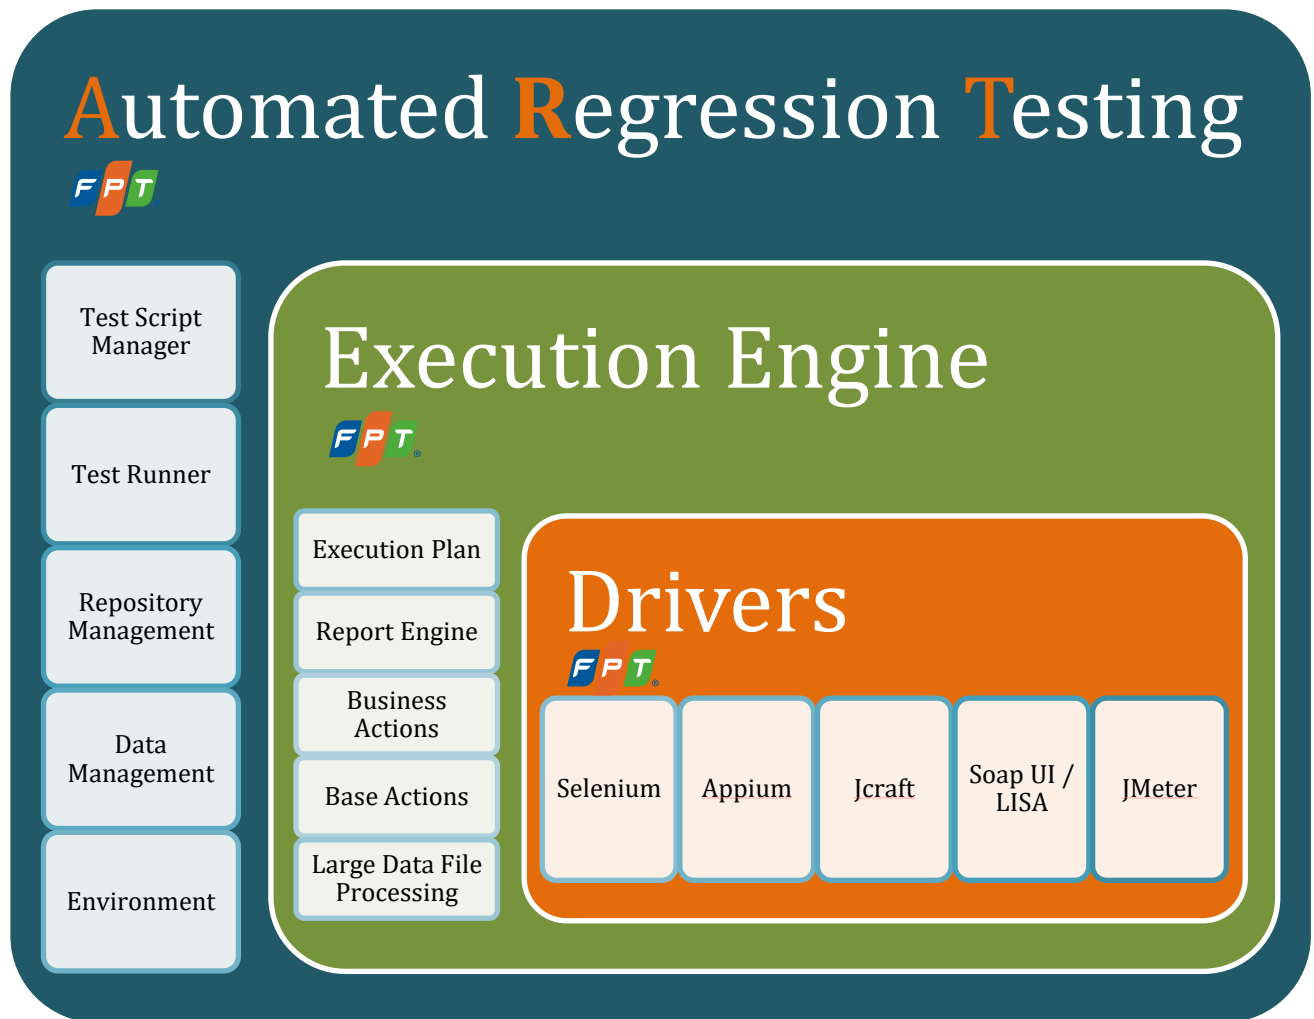 Automated Regression Testing
FPT®
Test Script
Manager
Test Runner
Repository
Management
Data
Management
Environment
Execution Engine
FPT®
Execution Plan
Report Engine
Business
Actions
Base Actions
Large Data File
Processing
Drivers
FPT®
Selenium
Appium
Jcraft
Soap UI /
LISA
JMeter